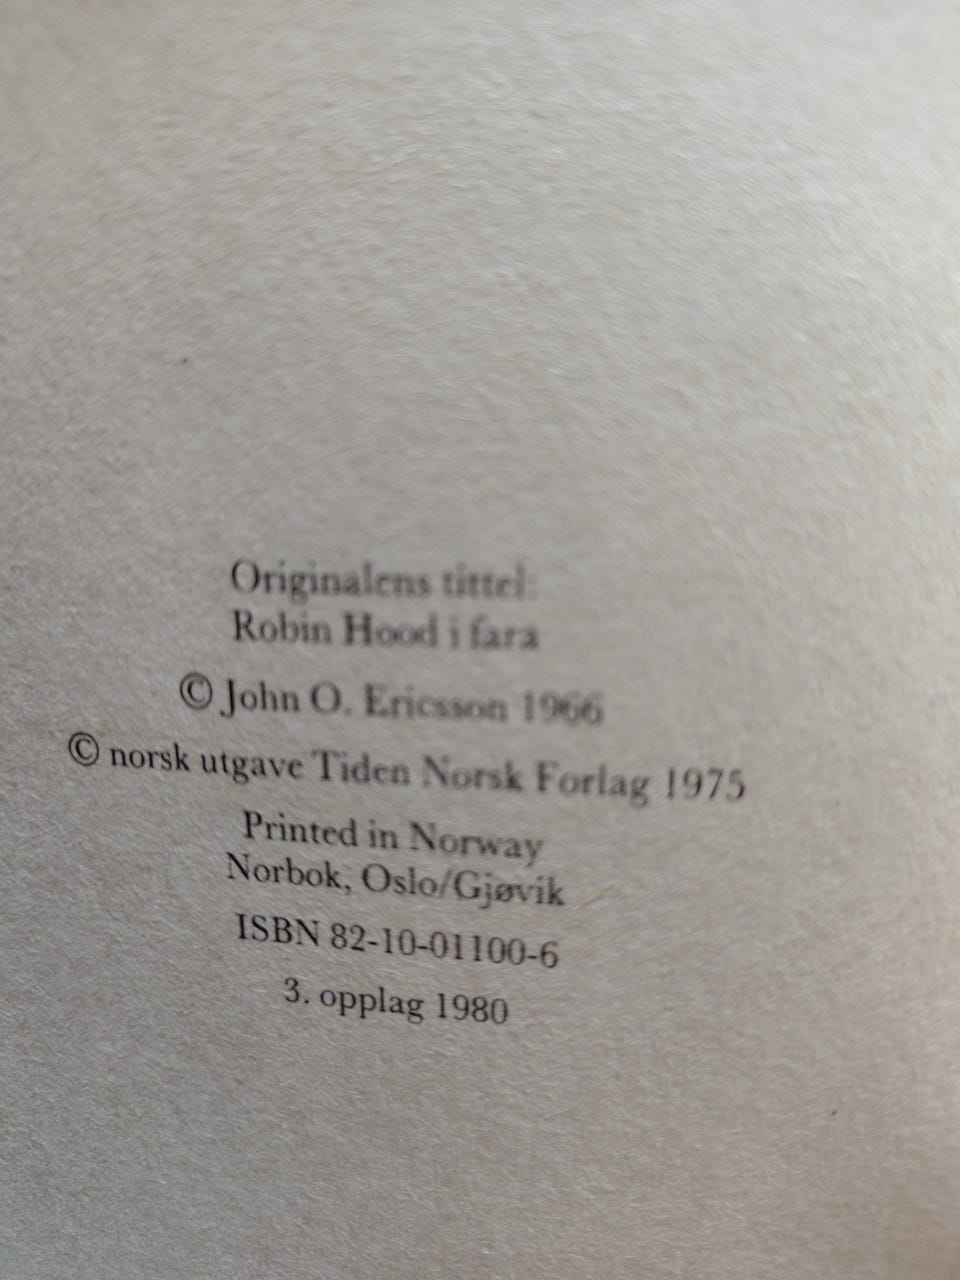 Originalens tittel:
Robin Hood i fara
© John O. Ericsson 1966
© norsk utgave Tiden Norsk Forlag 1975
Printed in Norway
Norbok, Oslo/Gjøvik
ISBN 82-10-01100-6
3. opplag 1980